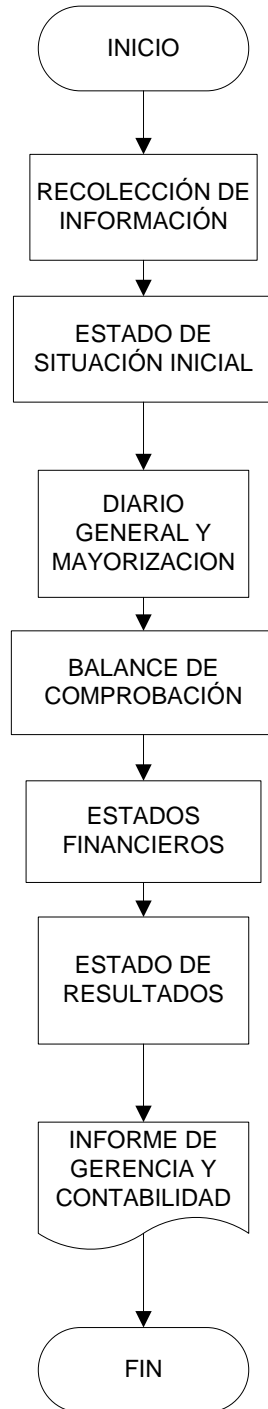 INICIO
RECOLECCIÓN DE
INFORMACIÓN
ESTADO DE
SITUACIÓN INICIAL
DIARIO
GENERAL Y
MAYORIZACION
BALANCE DE
COMPROBACIÓN
ESTADOS
FINANCIEROS
ESTADO DE
RESULTADOS
INFORME DE
GERENCIA Y
CONTABILIDAD
FIN